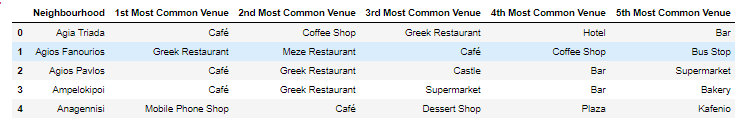 Neighbourhood 1st Most Common Venue 2nd Most Common Venue 3rd Most Common Venue 4th Most Common Venue 5th Most Common Venue
0 Agia Triada Café Coffee Shop Greek Restaurant Hotel Bar
1 Agios Fanourios Greek Restaurant Meze Restaurant Café Coffee Shop Bus Stop
2 Agios Pavlos Café Greek Restaurant Castle Bar Supermarket
3 Ampelokipoi Café Greek Restaurant Supermarket Bar Bakery
4 Anagennisi Mobile Phone Shop Café Dessert Shop Plaza Kafenio